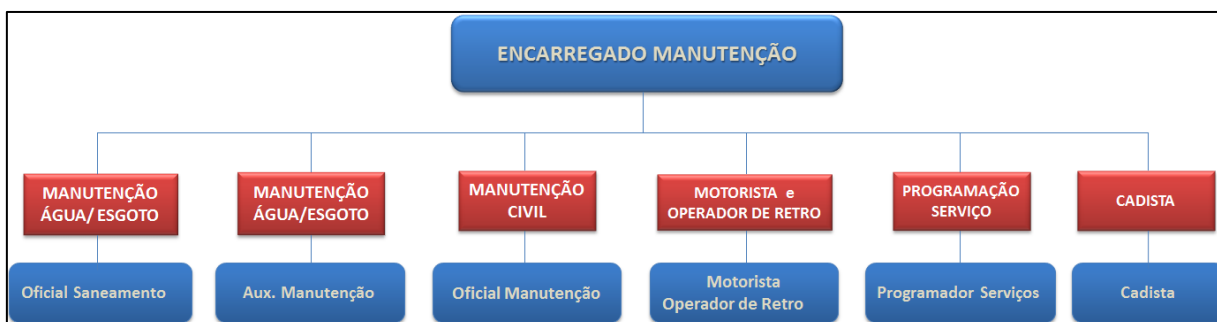 ENCARREGADO MANUTENÇÃO
MANUTENÇÃO
ÁGUA/ ESGOTO
MANUTENÇÃO
ÁGUA/ESGOTO
MANUTENÇÃO
CIVIL
MOTORISTA e
OPERADOR DE RETRO
PROGRAMAÇÃO
SERVIÇO
CADISTA
Oficial Saneamento
Aux. Manutenção
Oficial Manutenção
Motorista
Operador de Retro
Programador Serviços
Cadista